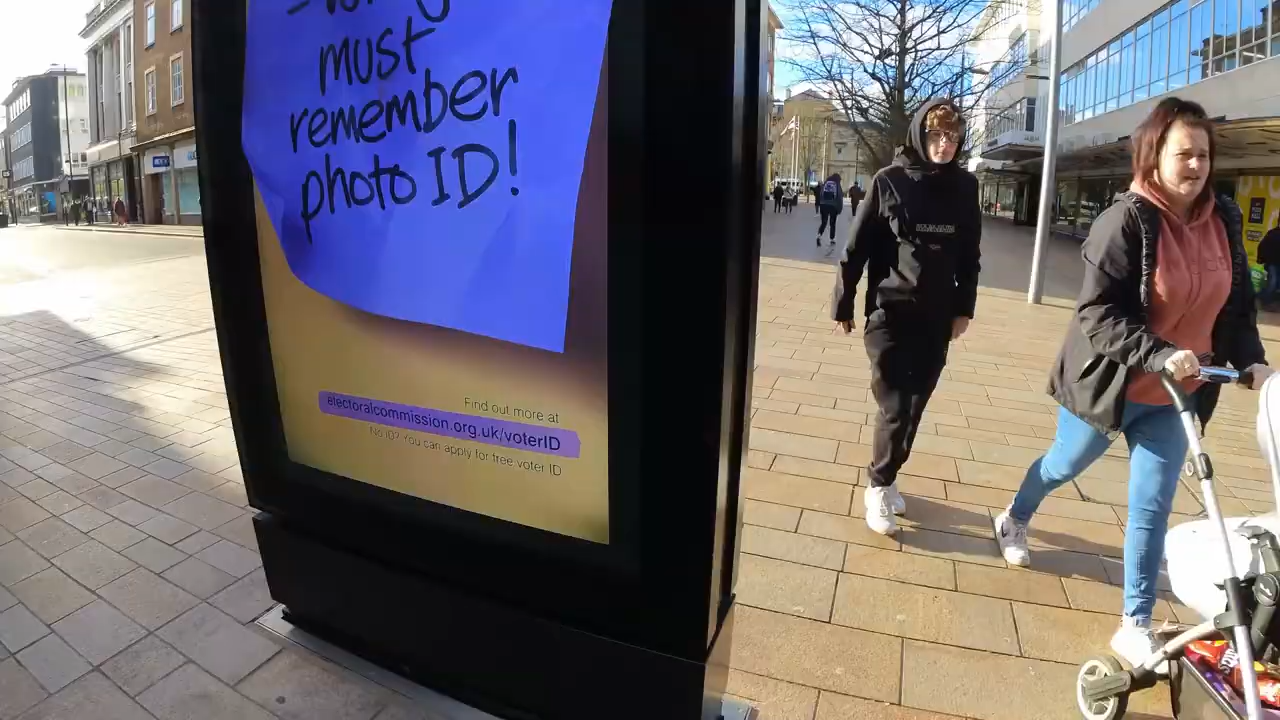 must
remember
photo ID!
Find out more at
electoralcommission.org.uk/voterID
No ID? You can apply for free voter ID